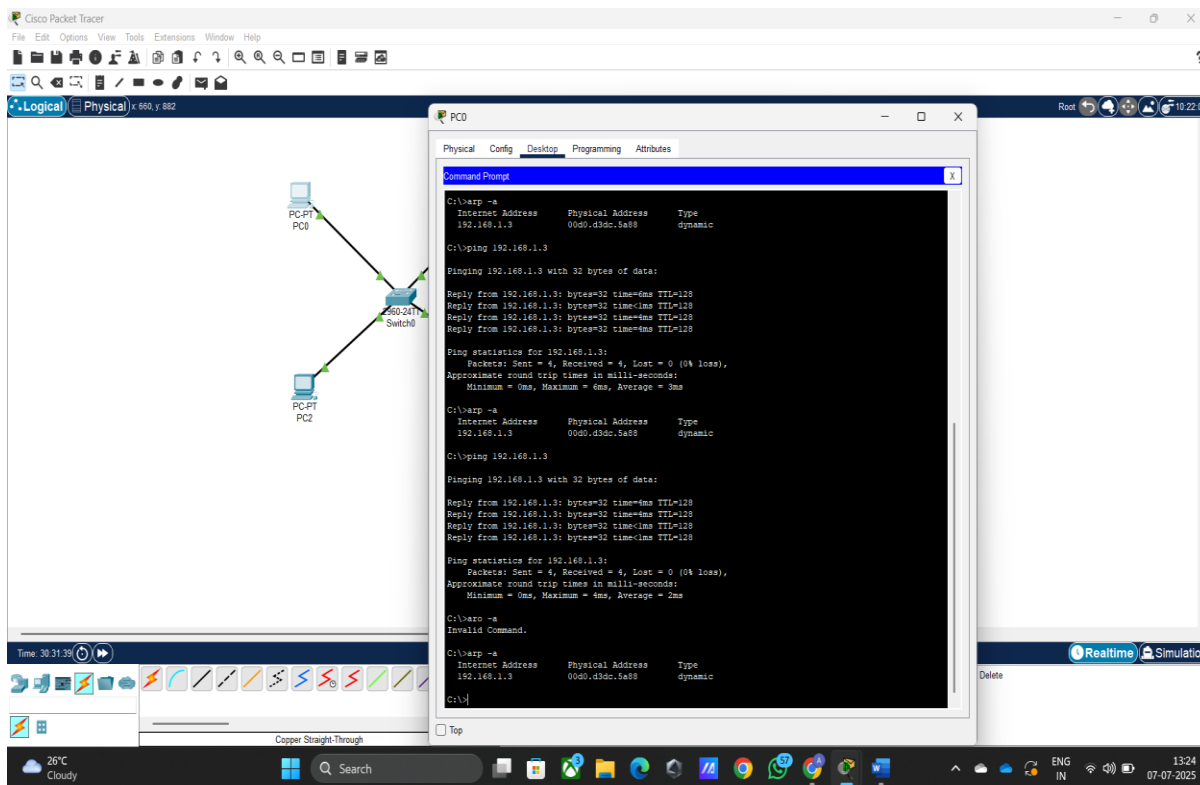 Cisco Packet Tracer
File Edit Options View Tools Extensions Window Help
Logical Physical x: 660, y: 882
Root 10:22:0
PC-PT
PC0
2960-24TT
Switch0
PC-PT
PC2
PC0
Physical Config Desktop Programming Attributes
Command Prompt X
C:\>arp -a
Internet Address Physical Address Type
192.168.1.3 00d0.d3dc.5a88 dynamic
C:\>ping 192.168.1.3
Pinging 192.168.1.3 with 32 bytes of data:
Reply from 192.168.1.3: bytes=32 time=6ms TTL=128
Reply from 192.168.1.3: bytes=32 time<1ms TTL=128
Reply from 192.168.1.3: bytes=32 time=4ms TTL=128
Reply from 192.168.1.3: bytes=32 time=4ms TTL=128
Ping statistics for 192.168.1.3:
Packets: Sent = 4, Received = 4, Lost = 0 (0% loss),
Approximate round trip times in milli-seconds:
Minimum = 0ms, Maximum = 6ms, Average = 3ms
C:\>arp -a
Internet Address Physical Address Type
192.168.1.3 00d0.d3dc.5a88 dynamic
C:\>ping 192.168.1.3
Pinging 192.168.1.3 with 32 bytes of data:
Reply from 192.168.1.3: bytes=32 time=4ms TTL=128
Reply from 192.168.1.3: bytes=32 time=4ms TTL=128
Reply from 192.168.1.3: bytes=32 time<1ms TTL=128
Reply from 192.168.1.3: bytes=32 time<1ms TTL=128
Ping statistics for 192.168.1.3:
Packets: Sent = 4, Received = 4, Lost = 0 (0% loss),
Approximate round trip times in milli-seconds:
Minimum = 0ms, Maximum = 4ms, Average = 2ms
C:\>aro -a
Invalid Command.
C:\>arp -a
Internet Address Physical Address Type
192.168.1.3 00d0.d3dc.5a88 dynamic
C:\>
Top
Time: 30:31:39
Realtime Simulatio
Delete
Copper Straight-Through
26°C
Cloudy
Search
3
57
ENG
IN
13:24
07-07-2025